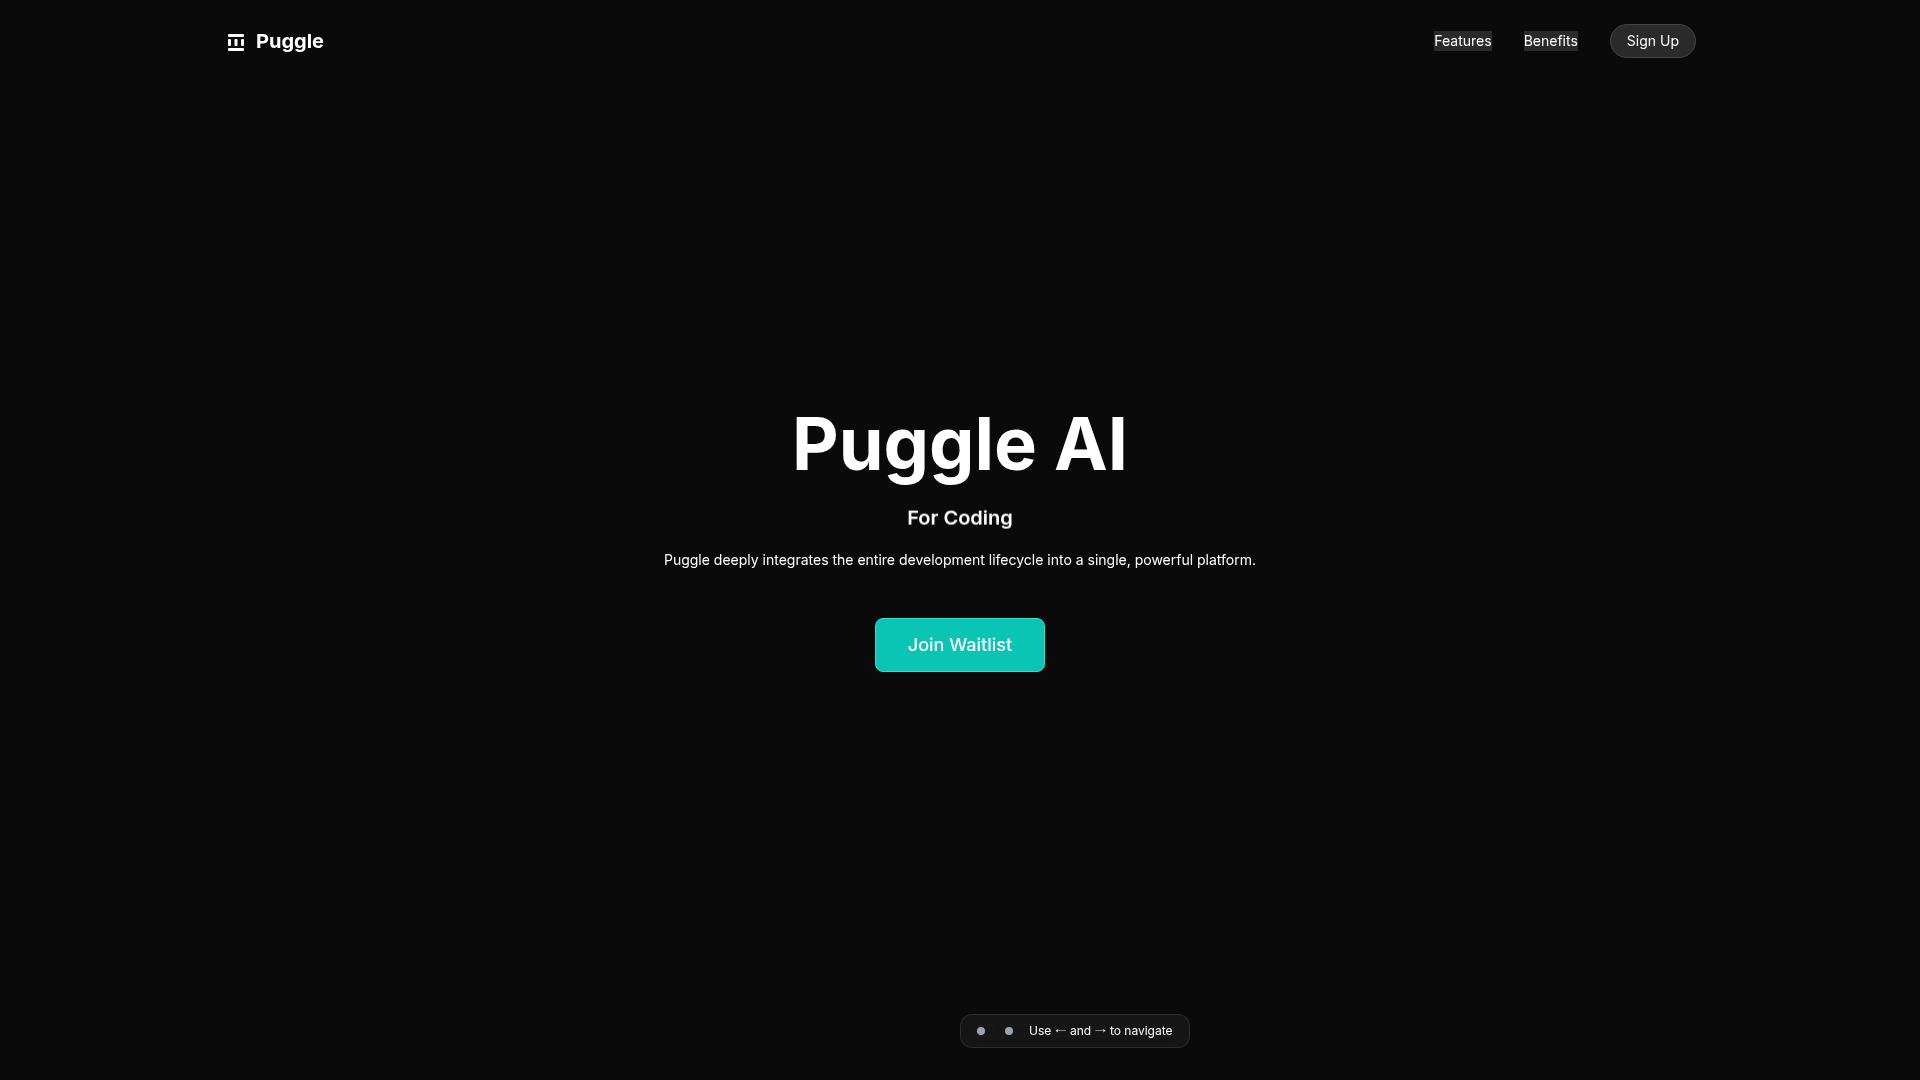 Puggle
Features
Benefits
Sign Up
Puggle AI
For Coding
Puggle deeply integrates the entire development lifecycle into a single, powerful platform.
Join Waitlist
Use ← and → to navigate